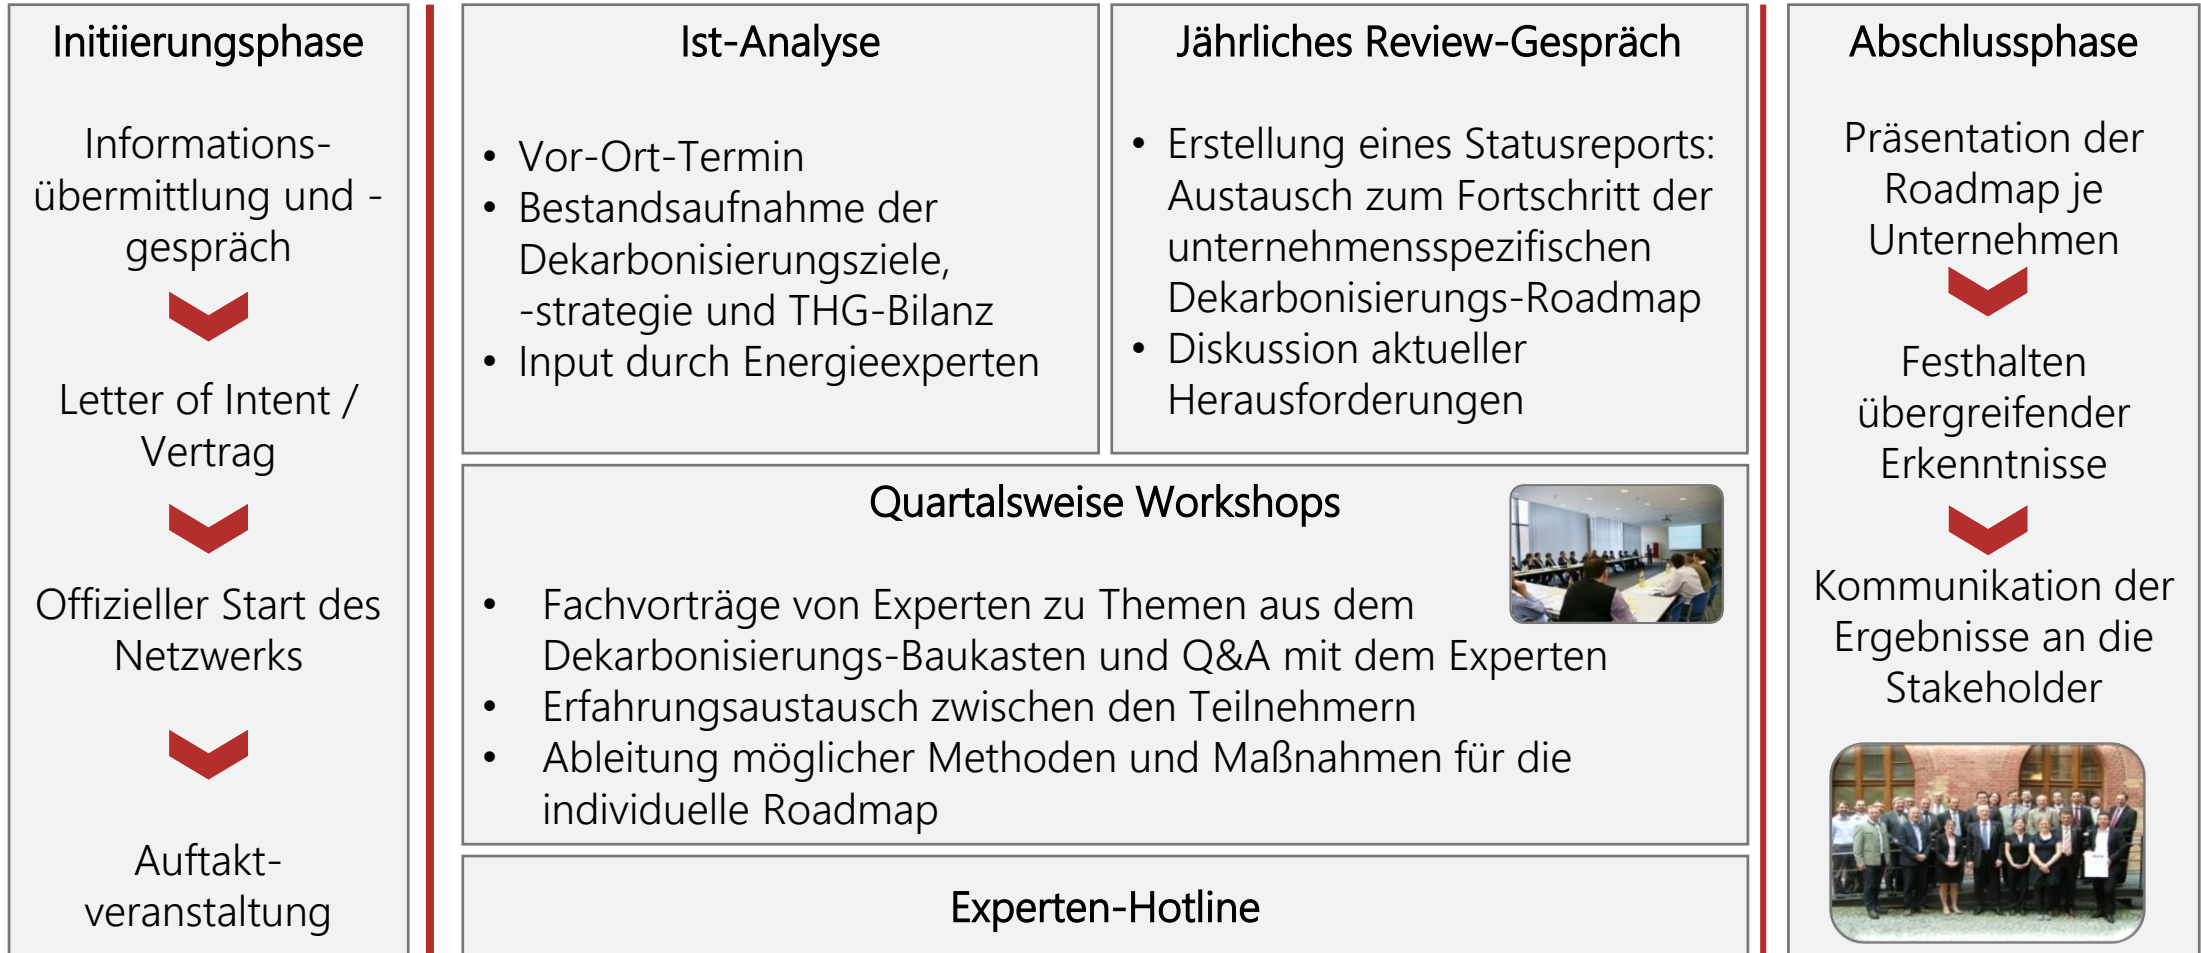 Initiierungsphase
Informations-
übermittlung und -
gespräch
Letter of Intent /
Vertrag
Offizieller Start des
Netzwerks
Auftakt-
veranstaltung
Ist-Analyse
• Vor-Ort-Termin
• Bestandsaufnahme der
Dekarbonisierungsziele,
-strategie und THG-Bilanz
• Input durch Energieexperten
Jährliches Review-Gespräch
• Erstellung eines Statusreports:
Austausch zum Fortschritt der
unternehmensspezifischen
Dekarbonisierungs-Roadmap
• Diskussion aktueller
Herausforderungen
Quartalsweise Workshops
• Fachvorträge von Experten zu Themen aus dem
Dekarbonisierungs-Baukasten und Q&A mit dem Experten
• Erfahrungsaustausch zwischen den Teilnehmern
• Ableitung möglicher Methoden und Maßnahmen für die
individuelle Roadmap
Experten-Hotline
Abschlussphase
Präsentation der
Roadmap je
Unternehmen
Festhalten
übergreifender
Erkenntnisse
Kommunikation der
Ergebnisse an die
Stakeholder